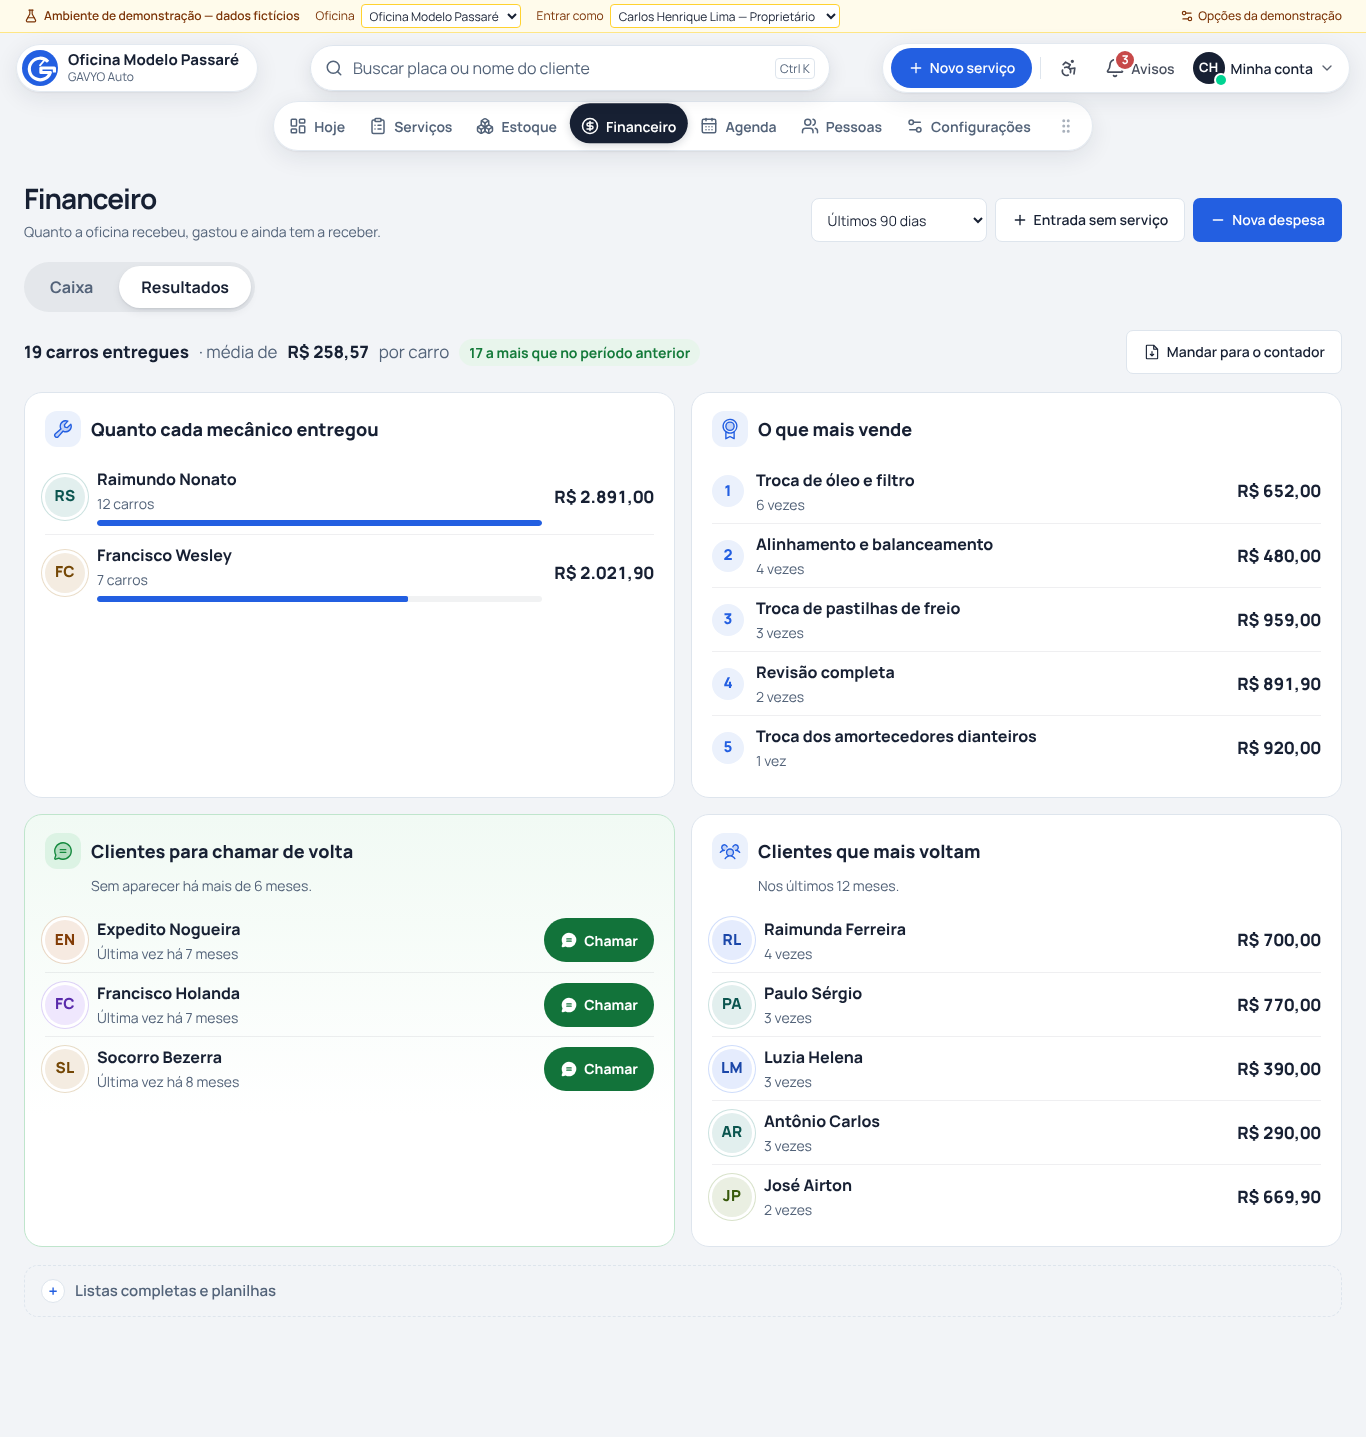 Ambiente de demonstração — dados fictícios Oficina Oficina Modelo Passaré Entrar como Carlos Henrique Lima — Proprietário Opções da demonstração
Oficina Modelo Passaré
GAVYO Auto
Buscar placa ou nome do cliente Ctrl K
+ Novo serviço
3
Avisos
CH Minha conta
Hoje Serviços Estoque Financeiro Agenda Pessoas Configurações
Financeiro
Quanto a oficina recebeu, gastou e ainda tem a receber.
Últimos 90 dias + Entrada sem serviço − Nova despesa
Caixa Resultados
19 carros entregues · média de R$ 258,57 por carro 17 a mais que no período anterior
Mandar para o contador
Quanto cada mecânico entregou
RS Raimundo Nonato
12 carros
R$ 2.891,00
FC Francisco Wesley
7 carros
R$ 2.021,90
O que mais vende
1 Troca de óleo e filtro
6 vezes
R$ 652,00
2 Alinhamento e balanceamento
4 vezes
R$ 480,00
3 Troca de pastilhas de freio
3 vezes
R$ 959,00
4 Revisão completa
2 vezes
R$ 891,90
5 Troca dos amortecedores dianteiros
1 vez
R$ 920,00
Clientes para chamar de volta
Sem aparecer há mais de 6 meses.
EN Expedito Nogueira
Última vez há 7 meses
Chamar
FC Francisco Holanda
Última vez há 7 meses
Chamar
SL Socorro Bezerra
Última vez há 8 meses
Chamar
Clientes que mais voltam
Nos últimos 12 meses.
RL Raimunda Ferreira
4 vezes
R$ 700,00
PA Paulo Sérgio
3 vezes
R$ 770,00
LM Luzia Helena
3 vezes
R$ 390,00
AR Antônio Carlos
3 vezes
R$ 290,00
JP José Airton
2 vezes
R$ 669,90
+ Listas completas e planilhas